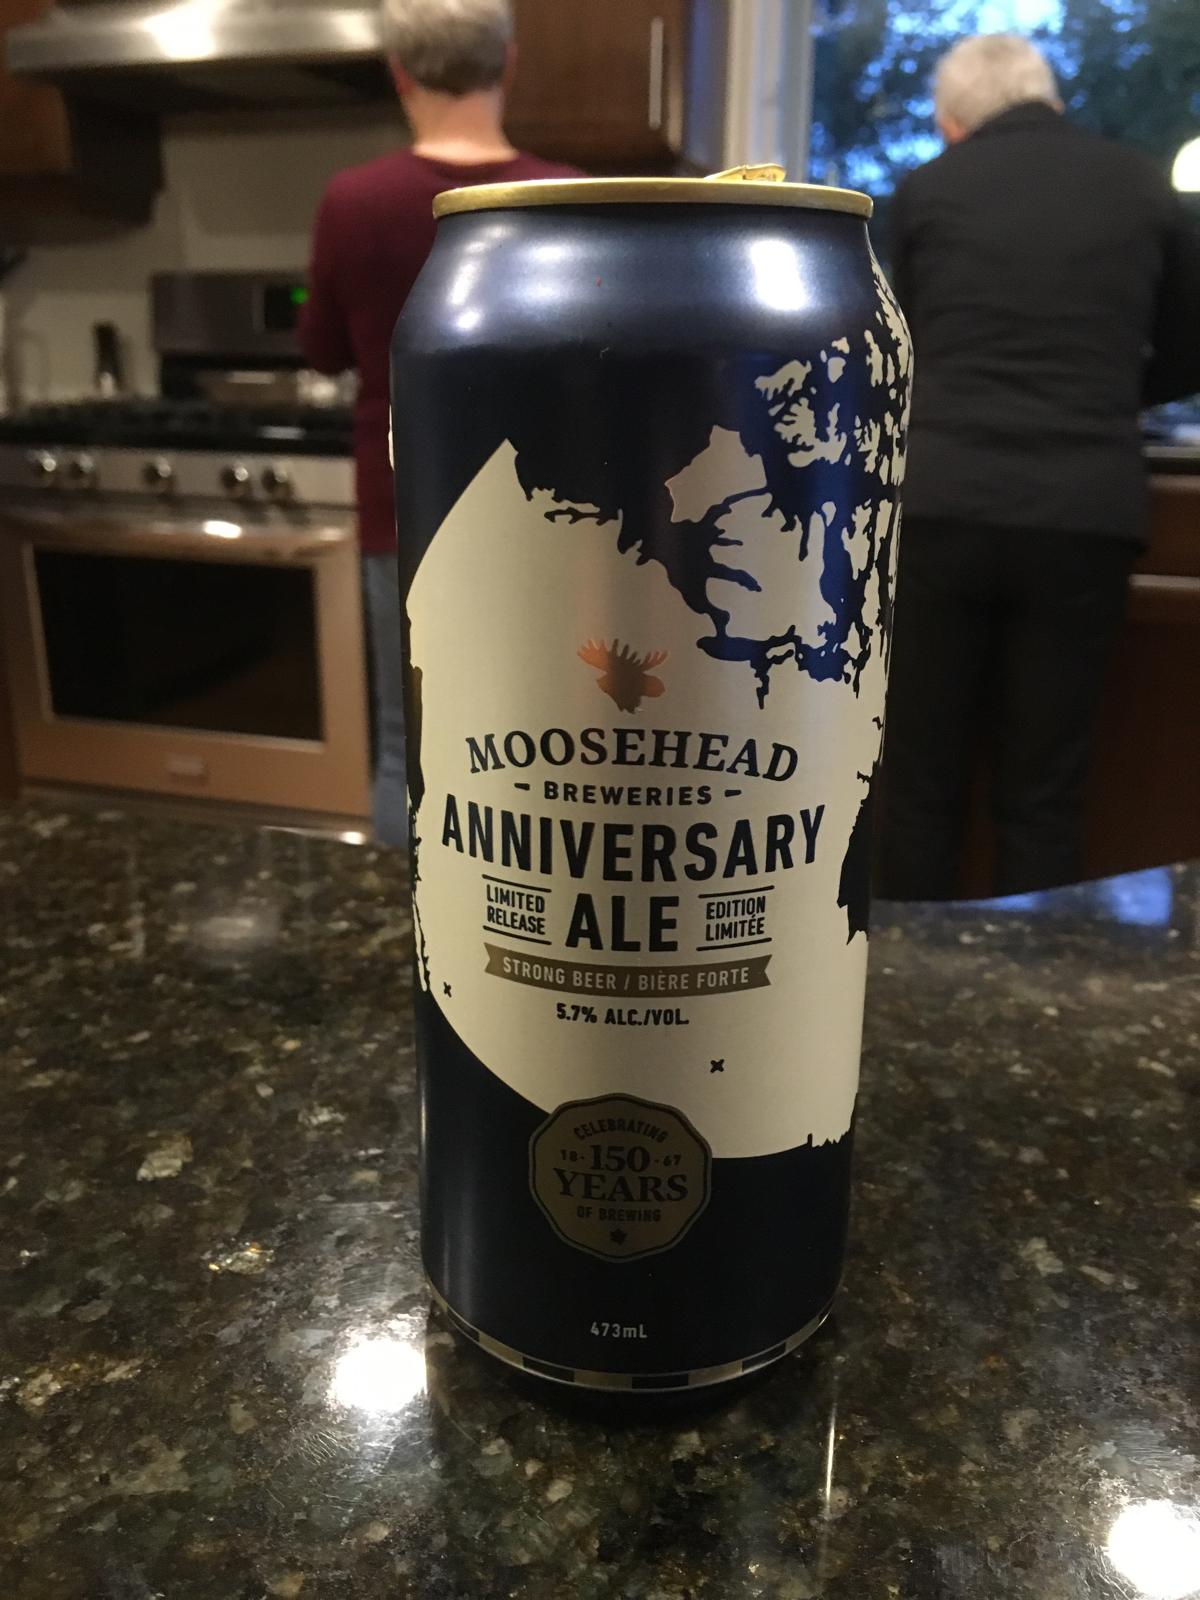 MOOSEHEAD
- BREWERIES -
ANNIVERSARY
LIMITED
RELEASE
ALE
EDITION
LIMITÉE
STRONG BEER / BIÈRE FORTE
5.7% ALC./VOL.
CELEBRATING
18 - 150 - 67
YEARS
OF BREWING
473mL